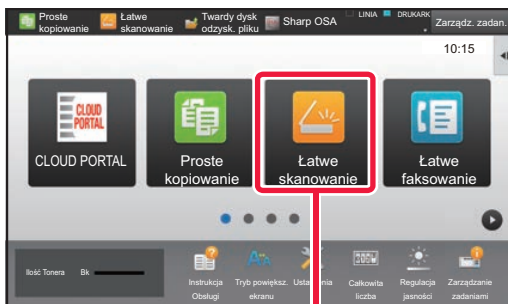 Proste
kopiowanie
Łatwe
skanowanie
Twardy dysk
odzysk. pliku
Sharp OSA
LINIA
DRUKARK
Zarządz. zadan.
10:15
CLOUD
PORTAL
CLOUD PORTAL
Proste
kopiowanie
Łatwe
skanowanie
Łatwe
faksowanie
Ilość Tonera
Bk
Instrukcja
Obsługi
Tryb powiększ.
ekranu
Całkowita
liczba
Regulacja
jasności
Zarządzanie
zadaniami